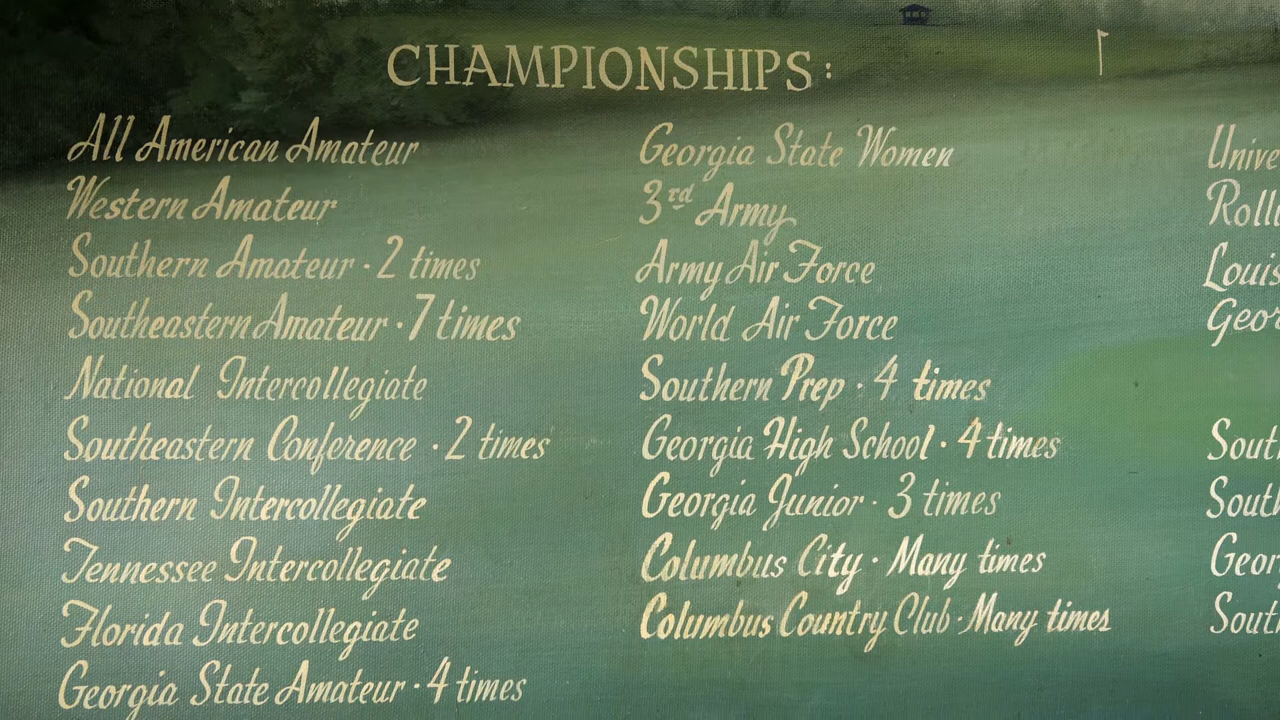 CHAMPIONSHIPS:
All American Amateur
Western Amateur
Southern Amateur · 2 times
Southeastern Amateur · 7 times
National Intercollegiate
Southeastern Conference · 2 times
Southern Intercollegiate
Tennessee Intercollegiate
Florida Intercollegiate
Georgia State Amateur · 4 times
Georgia State Women
3rd Army
Army Air Force
World Air Force
Southern Prep · 4 times
Georgia High School · 4 times
Georgia Junior · 3 times
Columbus City · Many times
Columbus Country Club · Many times